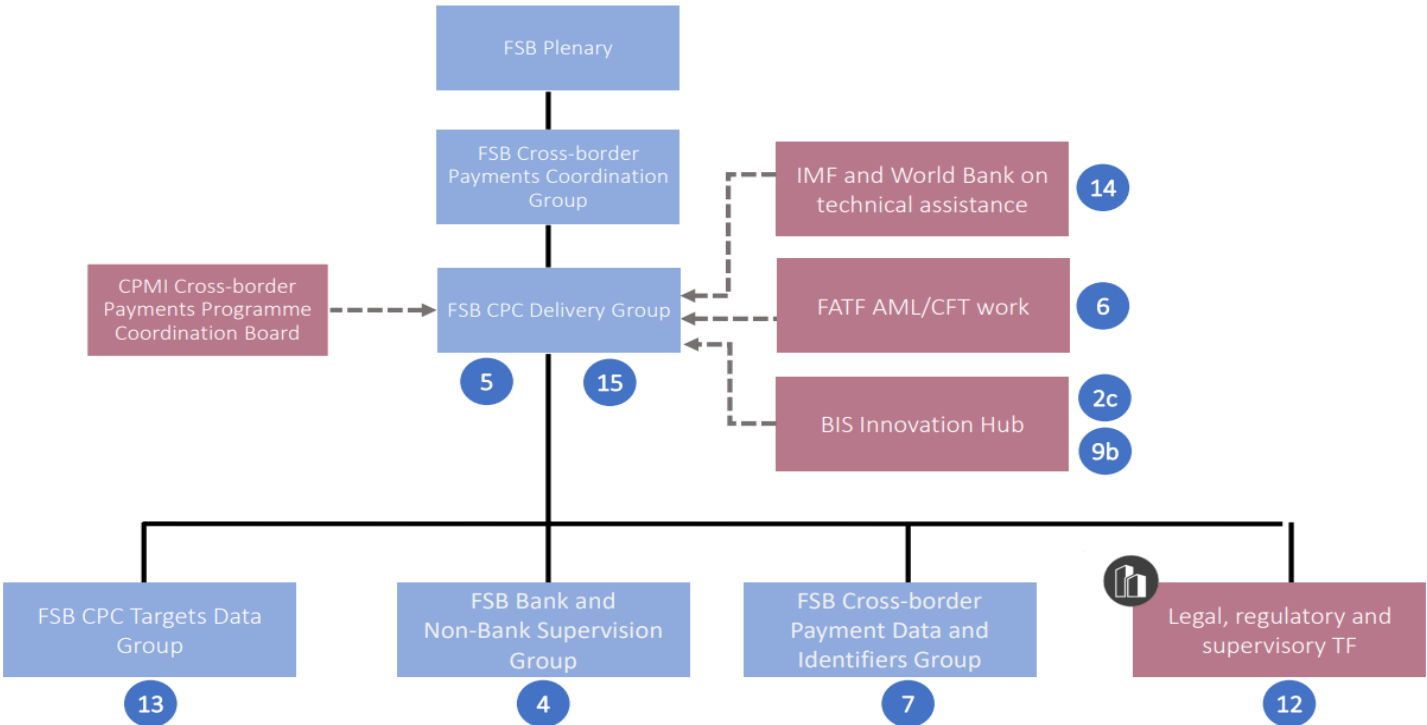 FSB Plenary
FSB Cross-border
Payments Coordination
Group
IMF and World Bank on
technical assistance
14
CPMI Cross-border
Payments Programme
Coordination Board
FSB CPC Delivery Group
FATF AML/CFT work
6
5
15
BIS Innovation Hub
2c
9b
FSB CPC Targets Data
Group
13
FSB Bank and
Non-Bank Supervision
Group
4
FSB Cross-border
Payment Data and
Identifiers Group
7
Legal, regulatory and
supervisory TF
12